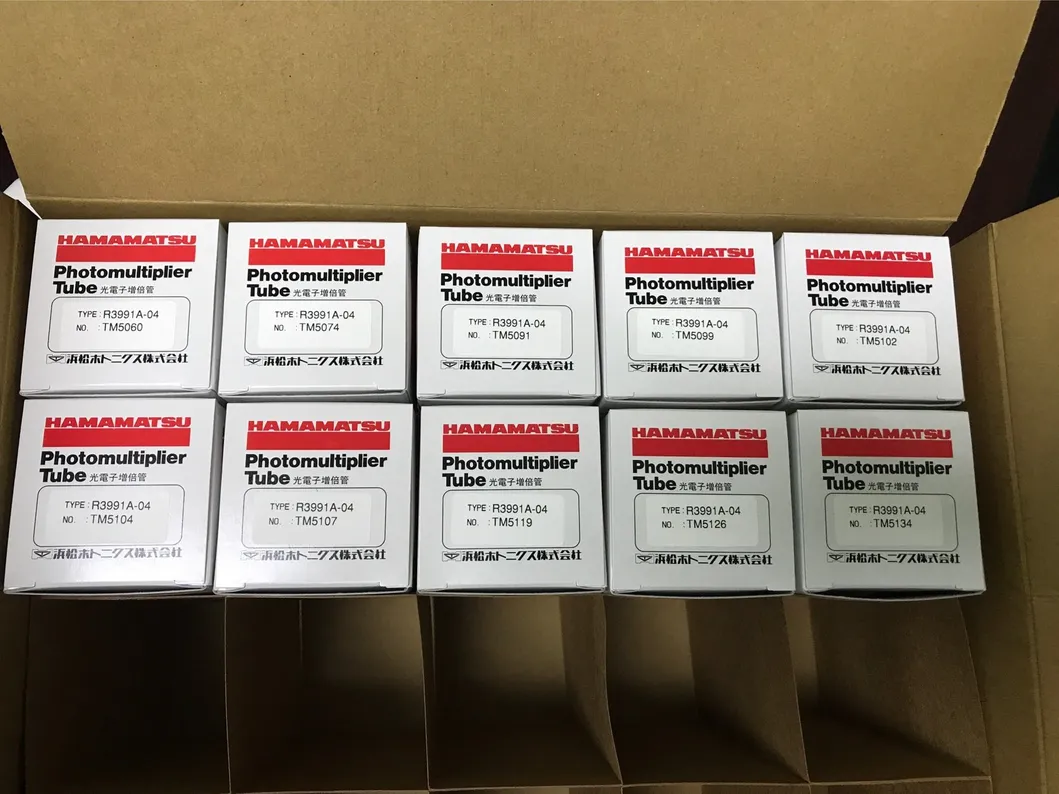 HAMAMATSU
Photomultiplier
Tube 光電子増倍管
TYPE : R3991A-04
NO. : TM5060
浜松ホトニクス株式会社
HAMAMATSU
Photomultiplier
Tube 光電子増倍管
TYPE : R3991A-04
NO. : TM5074
浜松ホトニクス株式会社
HAMAMATSU
Photomultiplier
Tube 光電子増倍管
TYPE : R3991A-04
NO. : TM5091
浜松ホトニクス株式会社
HAMAMATSU
Photomultiplier
Tube 光電子増倍管
TYPE : R3991A-04
NO. : TM5099
浜松ホトニクス株式会社
HAMAMATSU
Photomultiplier
Tube 光電子増倍管
TYPE : R3991A-04
NO. : TM5102
浜松ホトニクス株式会社
HAMAMATSU
Photomultiplier
Tube 光電子増倍管
TYPE : R3991A-04
NO. : TM5104
浜松ホトニクス株式会社
HAMAMATSU
Photomultiplier
Tube 光電子増倍管
TYPE : R3991A-04
NO. : TM5107
浜松ホトニクス株式会社
HAMAMATSU
Photomultiplier
Tube 光電子増倍管
TYPE : R3991A-04
NO. : TM5119
浜松ホトニクス株式会社
HAMAMATSU
Photomultiplier
Tube 光電子増倍管
TYPE : R3991A-04
NO. : TM5126
浜松ホトニクス株式会社
HAMAMATSU
Photomultiplier
Tube 光電子増倍管
TYPE : R3991A-04
NO. : TM5134
浜松ホトニクス株式会社